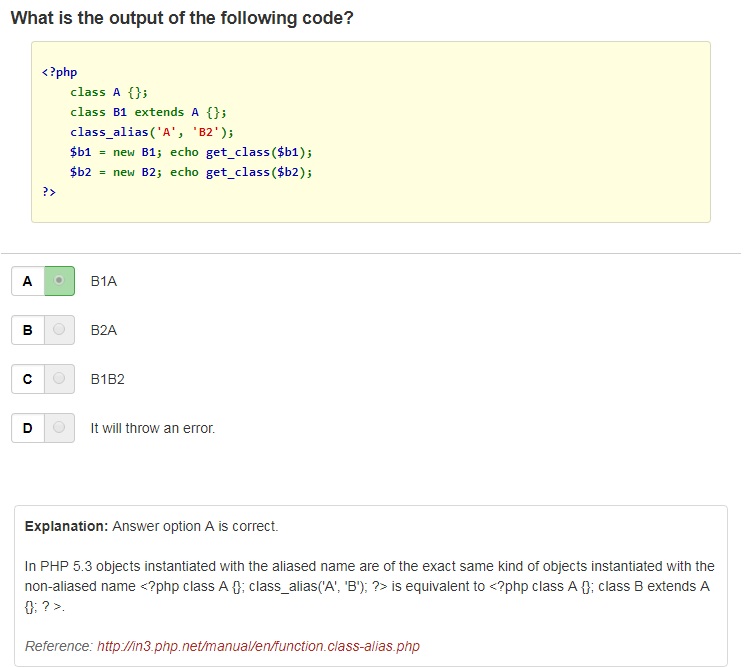 What is the output of the following code?
<?php
class A {};
class B1 extends A {};
class_alias('A', 'B2');
$b1 = new B1; echo get_class($b1);
$b2 = new B2; echo get_class($b2);
?>
A B1A
B B2A
C B1B2
D It will throw an error.
Explanation: Answer option A is correct.
In PHP 5.3 objects instantiated with the aliased name are of the exact same kind of objects instantiated with the
non-aliased name <?php class A {}; class_alias('A', 'B'); ?> is equivalent to <?php class A {}; class B extends A
{}; ? >.
Reference: http://in3.php.net/manual/en/function.class-alias.php